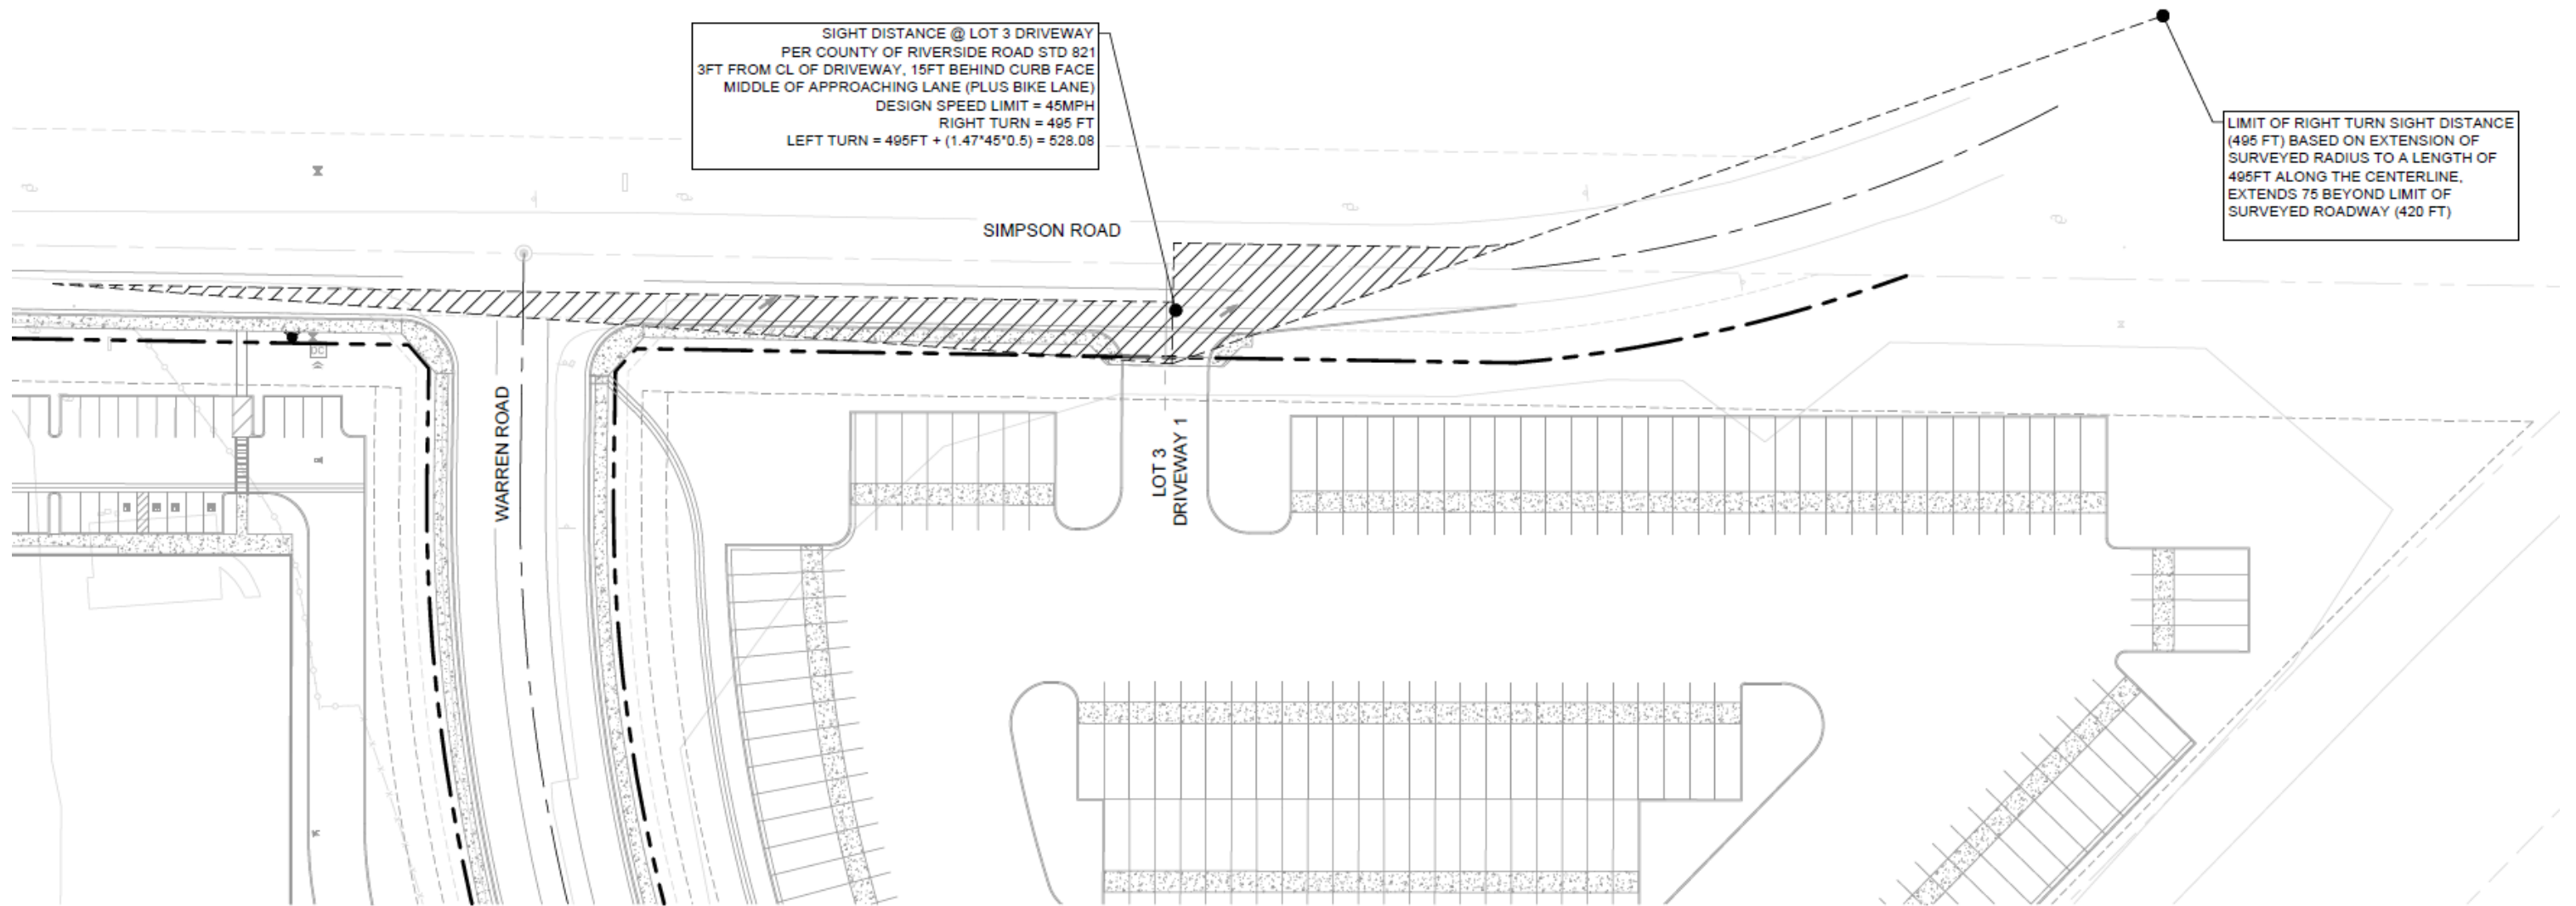 SIGHT DISTANCE @ LOT 3 DRIVEWAY
PER COUNTY OF RIVERSIDE ROAD STD 821
3FT FROM CL OF DRIVEWAY, 15FT BEHIND CURB FACE
MIDDLE OF APPROACHING LANE (PLUS BIKE LANE)
DESIGN SPEED LIMIT = 45MPH
RIGHT TURN = 495 FT
LEFT TURN = 495FT + (1.47*45*0.5) = 528.08
LIMIT OF RIGHT TURN SIGHT DISTANCE
(495 FT) BASED ON EXTENSION OF
SURVEYED RADIUS TO A LENGTH OF
495FT ALONG THE CENTERLINE,
EXTENDS 75 BEYOND LIMIT OF
SURVEYED ROADWAY (420 FT)
SIMPSON ROAD
WARREN ROAD
LOT 3
DRIVEWAY 1